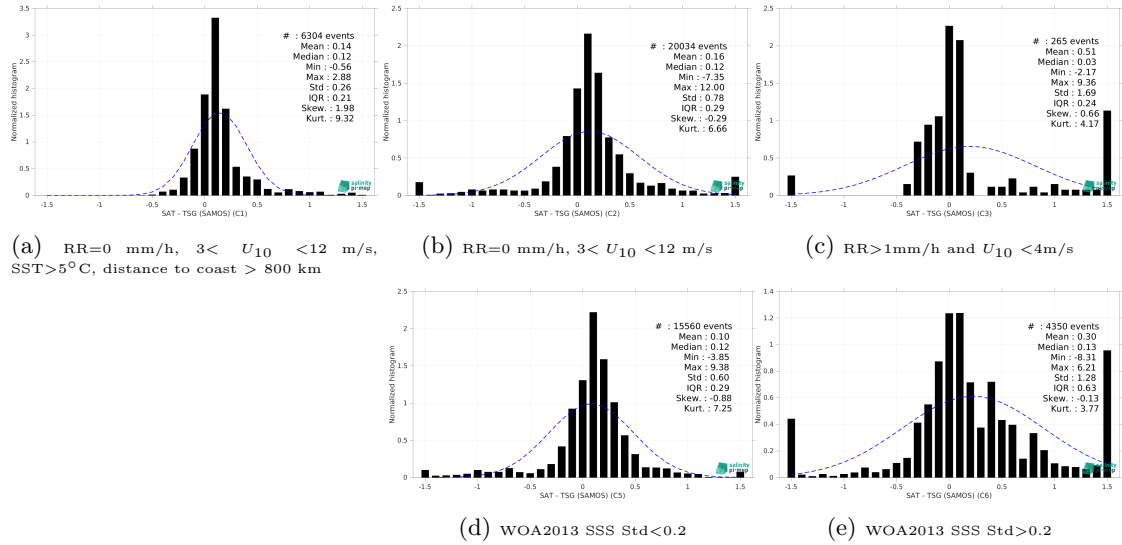 3.5
3
2.5
2
1.5
1
0.5
0
Normalized histogram
-1.5 -1 -0.5 0 0.5 1 1.5
SAT - TSG (SAMOS) (C1)
# : 6304 events
Mean : 0.14
Median : 0.12
Min : -0.56
Max : 2.88
Std : 0.26
IQR : 0.21
Skew. : 1.98
Kurt. : 9.32
salinity
pi-mep
(a) RR=0 mm/h, 3< U10 <12 m/s,
SST>5°C, distance to coast > 800 km
2.5
2
1.5
1
0.5
0
Normalized histogram
-1.5 -1 -0.5 0 0.5 1 1.5
SAT - TSG (SAMOS) (C2)
# : 20034 events
Mean : 0.16
Median : 0.12
Min : -7.35
Max : 12.00
Std : 0.78
IQR : 0.29
Skew. : -0.29
Kurt. : 6.66
salinity
pi-mep
(b) RR=0 mm/h, 3< U10 <12 m/s
2.5
2
1.5
1
0.5
0
Normalized histogram
-1.5 -1 -0.5 0 0.5 1 1.5
SAT - TSG (SAMOS) (C3)
# : 265 events
Mean : 0.51
Median : 0.03
Min : -2.17
Max : 9.36
Std : 1.69
IQR : 0.24
Skew. : 0.66
Kurt. : 4.17
salinity
pi-mep
(c) RR>1mm/h and U10 <4m/s
2.5
2
1.5
1
0.5
0
Normalized histogram
-1.5 -1 -0.5 0 0.5 1 1.5
SAT - TSG (SAMOS) (C5)
# : 15560 events
Mean : 0.10
Median : 0.12
Min : -3.85
Max : 9.38
Std : 0.60
IQR : 0.29
Skew. : -0.88
Kurt. : 7.25
salinity
pi-mep
(d) WOA2013 SSS Std<0.2
1.4
1.2
1
0.8
0.6
0.4
0.2
0
Normalized histogram
-1.5 -1 -0.5 0 0.5 1 1.5
SAT - TSG (SAMOS) (C6)
# : 4350 events
Mean : 0.30
Median : 0.13
Min : -8.31
Max : 6.21
Std : 1.28
IQR : 0.63
Skew. : -0.13
Kurt. : 3.77
salinity
pi-mep
(e) WOA2013 SSS Std>0.2